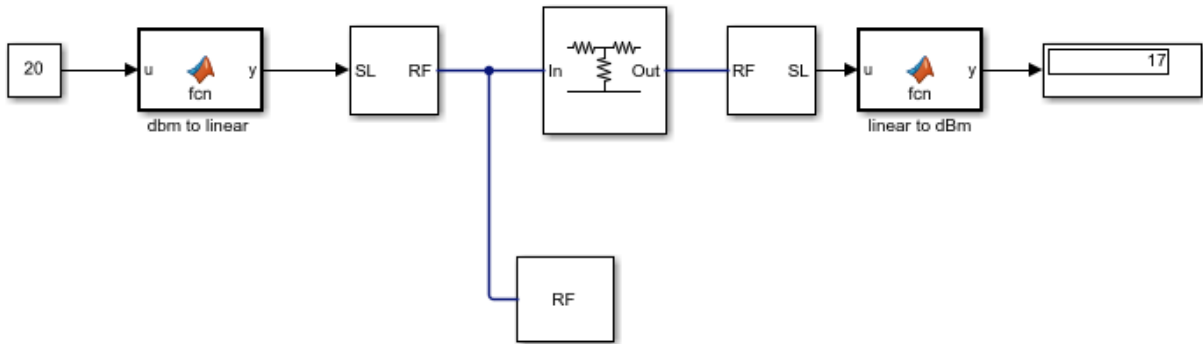 20
u
y
fcn
dbm to linear
SL
RF
In
Out
RF
SL
u
y
fcn
linear to dBm
17
RF